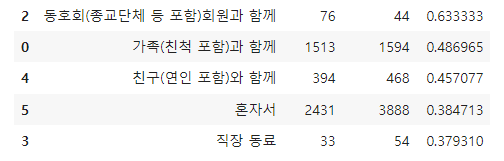 2 동호회(종교단체 등 포함)회원과 함께 76 44 0.633333
0 가족(친척 포함)과 함께 1513 1594 0.486965
4 친구(연인 포함)와 함께 394 468 0.457077
5 혼자서 2431 3888 0.384713
3 직장 동료 33 54 0.379310